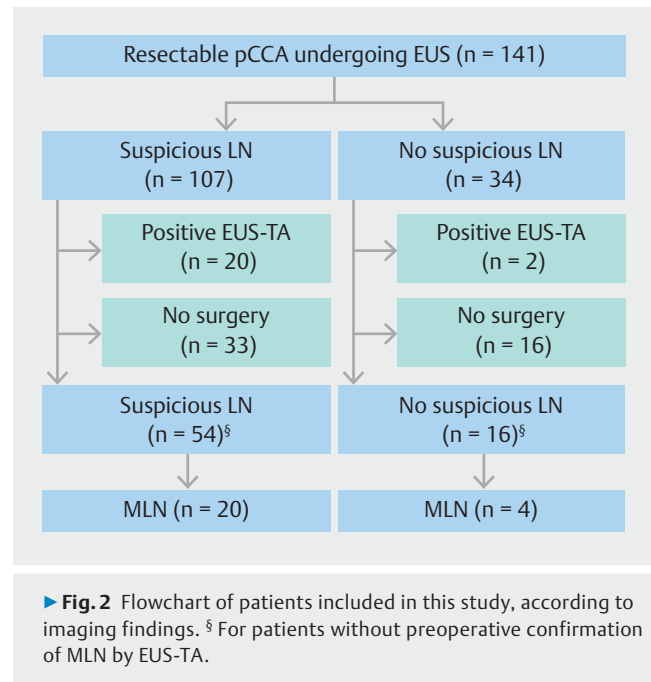 Resectable pCCA undergoing EUS (n = 141)
Suspicious LN
(n = 107)
No suspicious LN
(n = 34)
Positive EUS-TA
(n = 20)
Positive EUS-TA
(n = 2)
No surgery
(n = 33)
No surgery
(n = 16)
Suspicious LN
(n = 54)§
No suspicious LN
(n = 16)§
MLN (n = 20)
MLN (n = 4)
►Fig. 2 Flowchart of patients included in this study, according to
imaging findings. § For patients without preoperative confirmation
of MLN by EUS-TA.